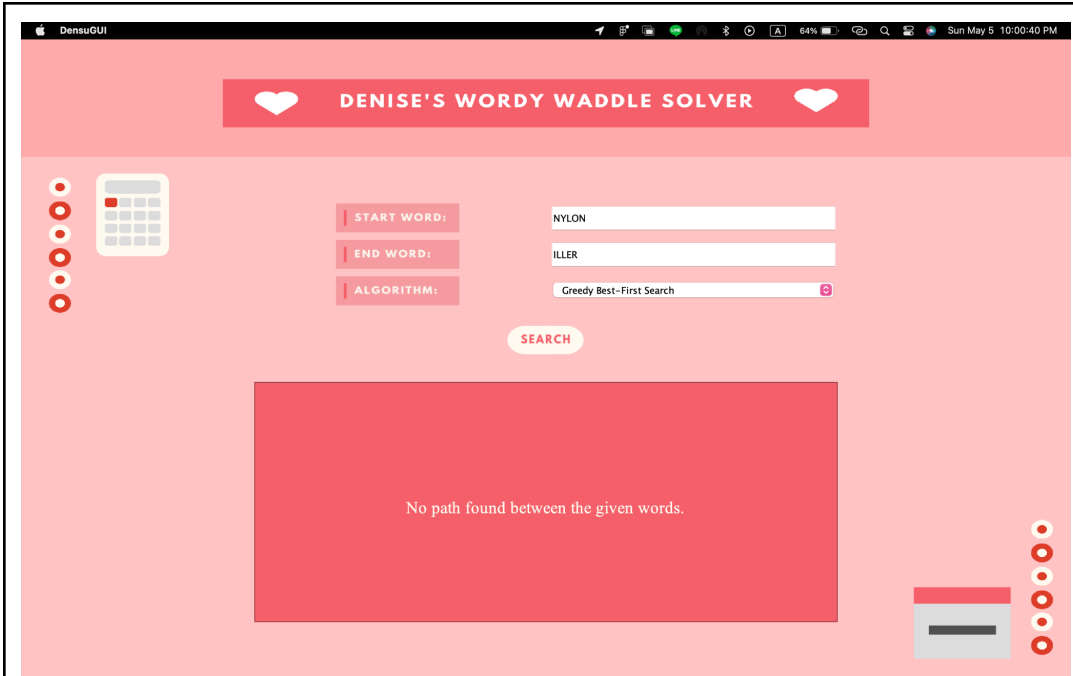 DensuGUI
A 64% Sun May 5 10:00:40 PM
DENISE'S WORDY WADDLE SOLVER
START WORD: NYLON
END WORD: ILLER
ALGORITHM: Greedy Best-First Search
SEARCH
No path found between the given words.